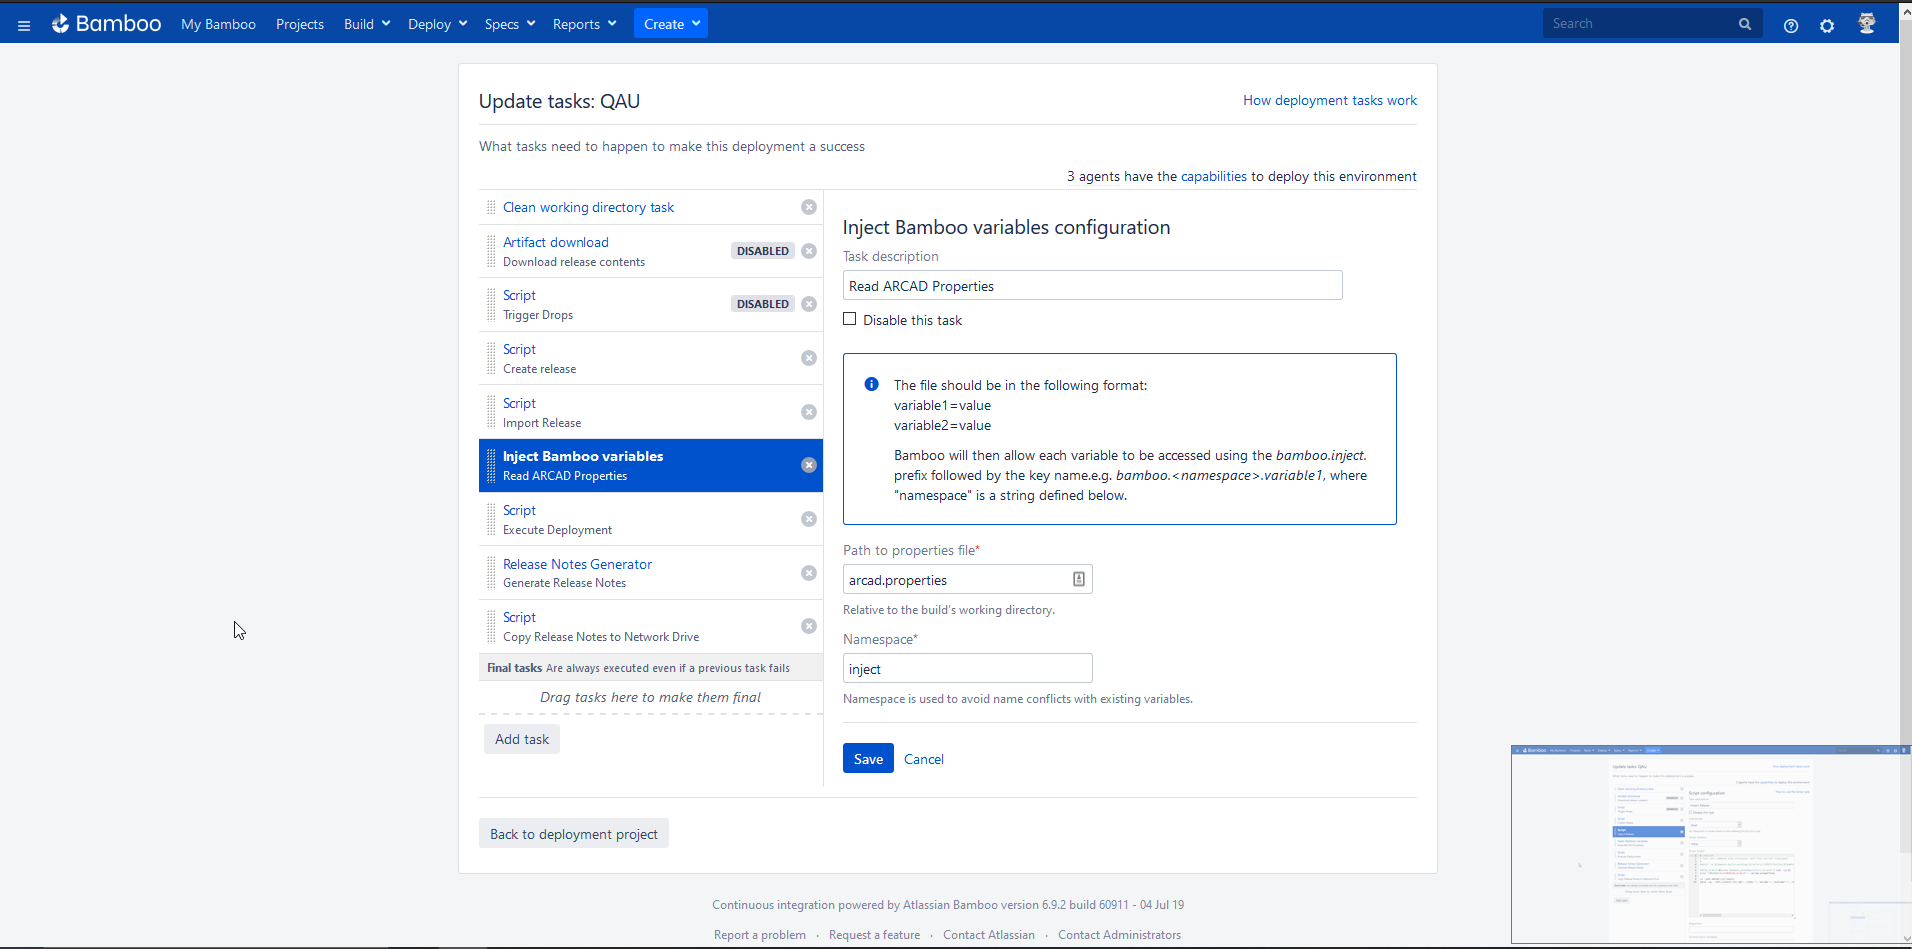 Bamboo My Bamboo Projects Build Deploy Specs Reports Create Search
Update tasks: QAU
How deployment tasks work
What tasks need to happen to make this deployment a success
3 agents have the capabilities to deploy this environment
Clean working directory task
Artifact download
Download release contents
DISABLED
Script
Trigger Drops
DISABLED
Script
Create release
Script
Import Release
Inject Bamboo variables
Read ARCAD Properties
Script
Execute Deployment
Release Notes Generator
Generate Release Notes
Script
Copy Release Notes to Network Drive
Final tasks Are always executed even if a previous task fails
Drag tasks here to make them final
Add task
Inject Bamboo variables configuration
Task description
Read ARCAD Properties
Disable this task
The file should be in the following format:
variable1=value
variable2=value
Bamboo will then allow each variable to be accessed using the bamboo.inject.
prefix followed by the key name.e.g. bamboo.<namespace>.variable1, where
"namespace" is a string defined below.
Path to properties file*
arcad.properties
Relative to the build's working directory.
Namespace*
inject
Namespace is used to avoid name conflicts with existing variables.
Save Cancel
Back to deployment project
Continuous integration powered by Atlassian Bamboo version 6.9.2 build 60911 - 04 Jul 19
Report a problem · Request a feature · Contact Atlassian · Contact Administrators